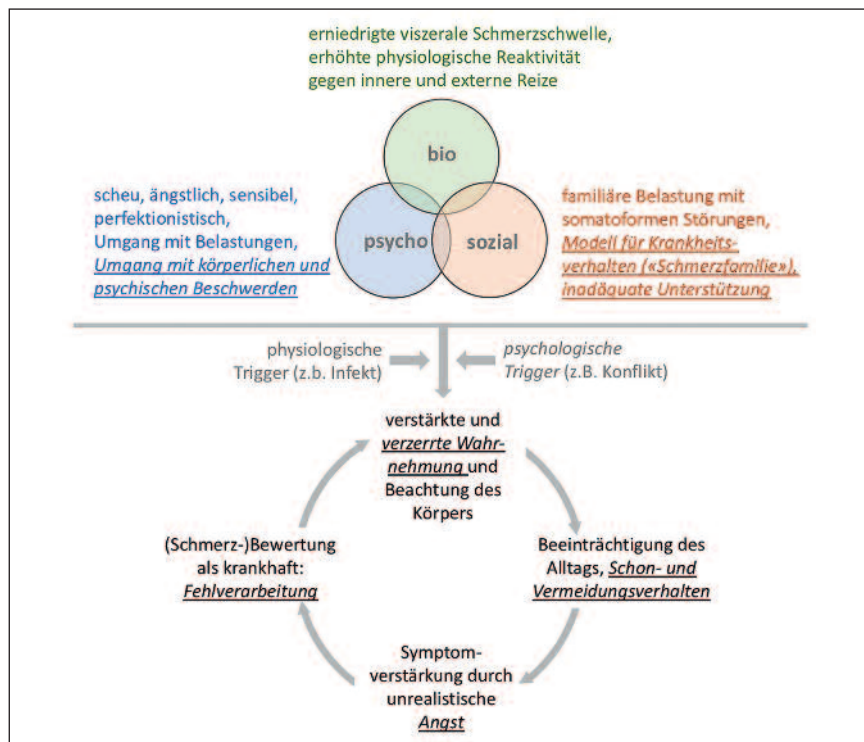 erniedrigte viszerale Schmerzschwelle,
erhöhte physiologische Reaktivität
gegen innere und externe Reize
bio
psycho
sozial
scheu, ängstlich, sensibel,
perfektionistisch,
Umgang mit Belastungen,
Umgang mit körperlichen und
psychischen Beschwerden
familiäre Belastung mit
somatoformen Störungen,
Modell für Krankheits-
verhalten («Schmerzfamilie»),
inadäquate Unterstützung
physiologische
Trigger (z.b. Infekt)
psychologische
Trigger (z.B. Konflikt)
verstärkte und
verzerrte Wahr-
nehmung und
Beachtung des
Körpers
(Schmerz-)Bewertung
als krankhaft:
Fehlverarbeitung
Beeinträchtigung des
Alltags, Schon- und
Vermeidungsverhalten
Symptom-
verstärkung durch
unrealistische
Angst